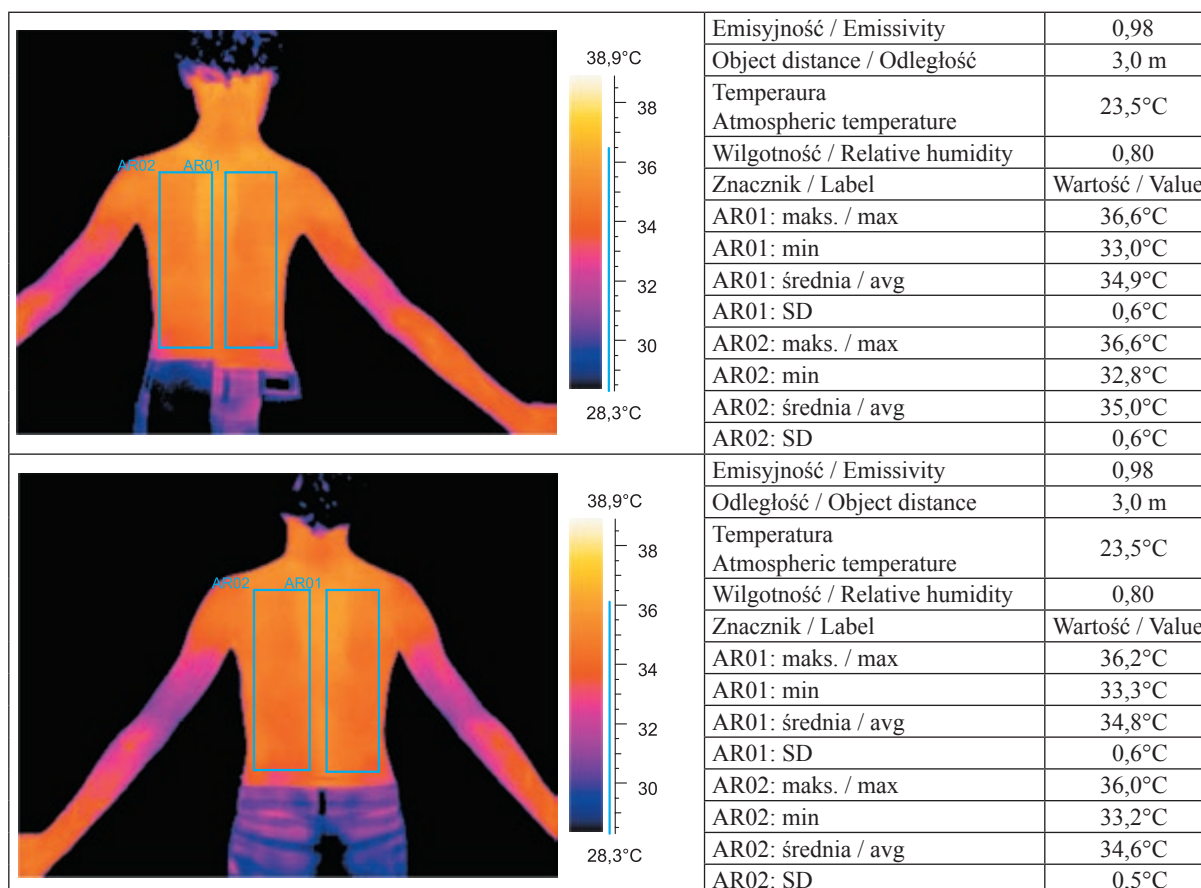 AR02 AR01
38,9°C
38
36
34
32
30
28,3°C
Emisyjność / Emissivity 0,98
Object distance / Odległość 3,0 m
Temperaura
Atmospheric temperature 23,5°C
Wilgotność / Relative humidity 0,80
Znacznik / Label Wartość / Value
AR01: maks. / max 36,6°C
AR01: min 33,0°C
AR01: średnia / avg 34,9°C
AR01: SD 0,6°C
AR02: maks. / max 36,6°C
AR02: min 32,8°C
AR02: średnia / avg 35,0°C
AR02: SD 0,6°C
AR02 AR01
38,9°C
38
36
34
32
30
28,3°C
Emisyjność / Emissivity 0,98
Odległość / Object distance 3,0 m
Temperatura
Atmospheric temperature 23,5°C
Wilgotność / Relative humidity 0,80
Znacznik / Label Wartość / Value
AR01: maks. / max 36,2°C
AR01: min 33,3°C
AR01: średnia / avg 34,8°C
AR01: SD 0,6°C
AR02: maks. / max 36,0°C
AR02: min 33,2°C
AR02: średnia / avg 34,6°C
AR02: SD 0,5°C